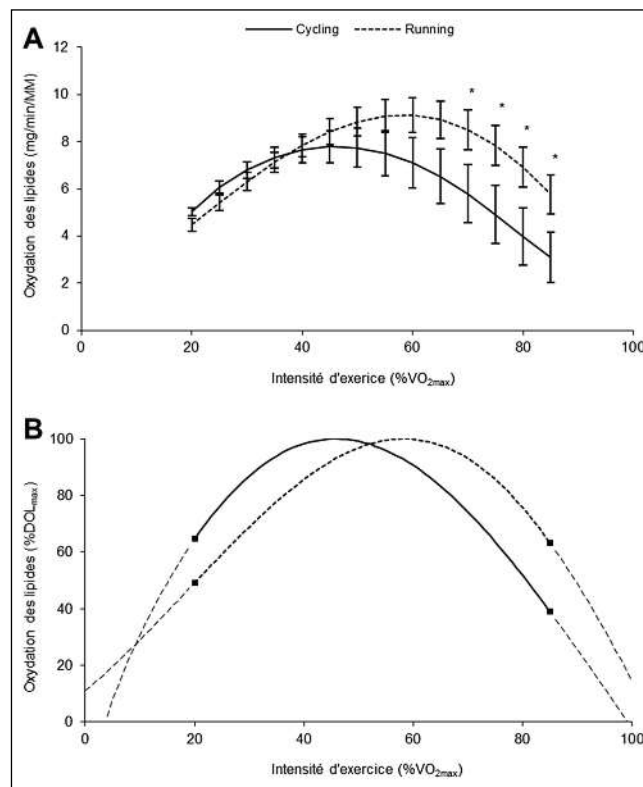 A
Cycling Running
Oxydation des lipides (mg/min/MM)
12
10
8
6
4
2
0
* * * *
0 20 40 60 80 100
Intensité d'exerice (%VO2max)
B
Oxydation des lipides (%DOLmax)
100
80
60
40
20
0
0 20 40 60 80 100
Intensité d'exercice (%VO2max)